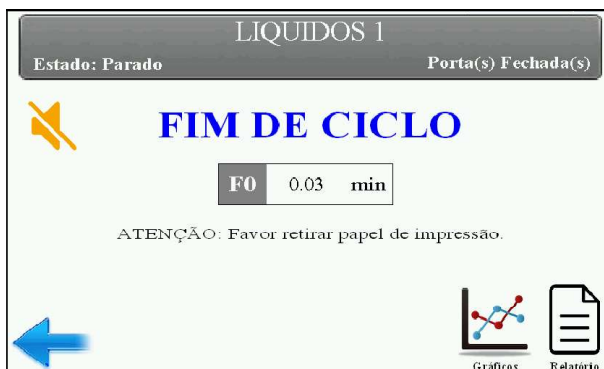 LIQUIDOS 1
Estado: Parado Porta(s) Fechada(s)
FIM DE CICLO
F0 0.03 min
ATENÇÃO: Favor retirar papel de impressão.
Gráficos Relatório